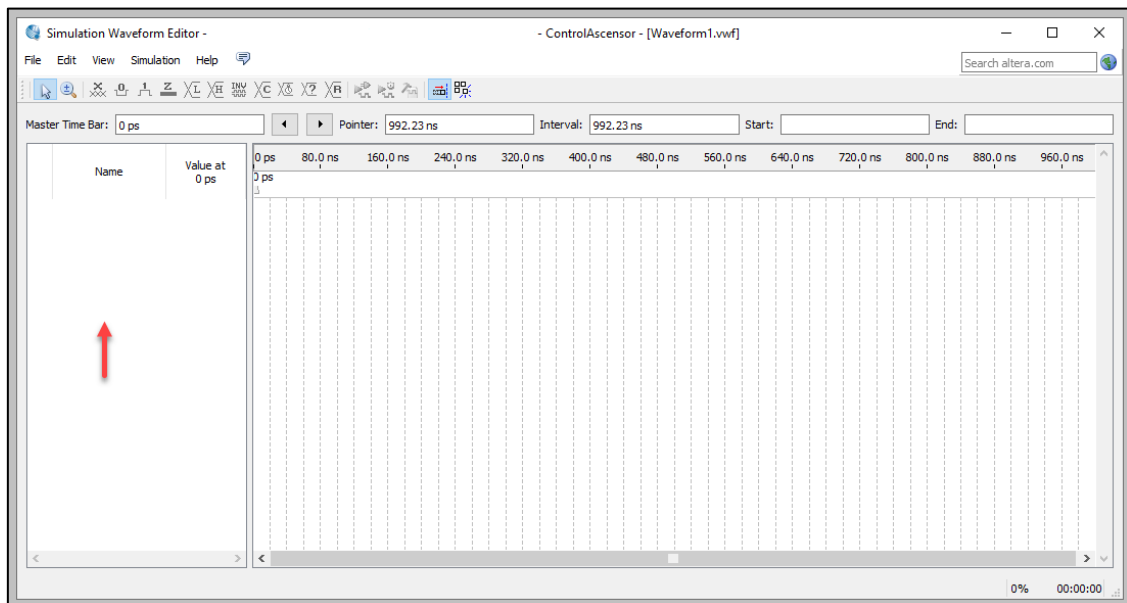 Simulation Waveform Editor - - ControlAscensor - [Waveform1.vwf]
File Edit View Simulation Help Search altera.com
Master Time Bar: 0 ps Pointer: 992.23 ns Interval: 992.23 ns Start: End:
Name Value at 0 ps
0 ps 80.0 ns 160.0 ns 240.0 ns 320.0 ns 400.0 ns 480.0 ns 560.0 ns 640.0 ns 720.0 ns 800.0 ns 880.0 ns 960.0 ns
0 ps
0% 00:00:00